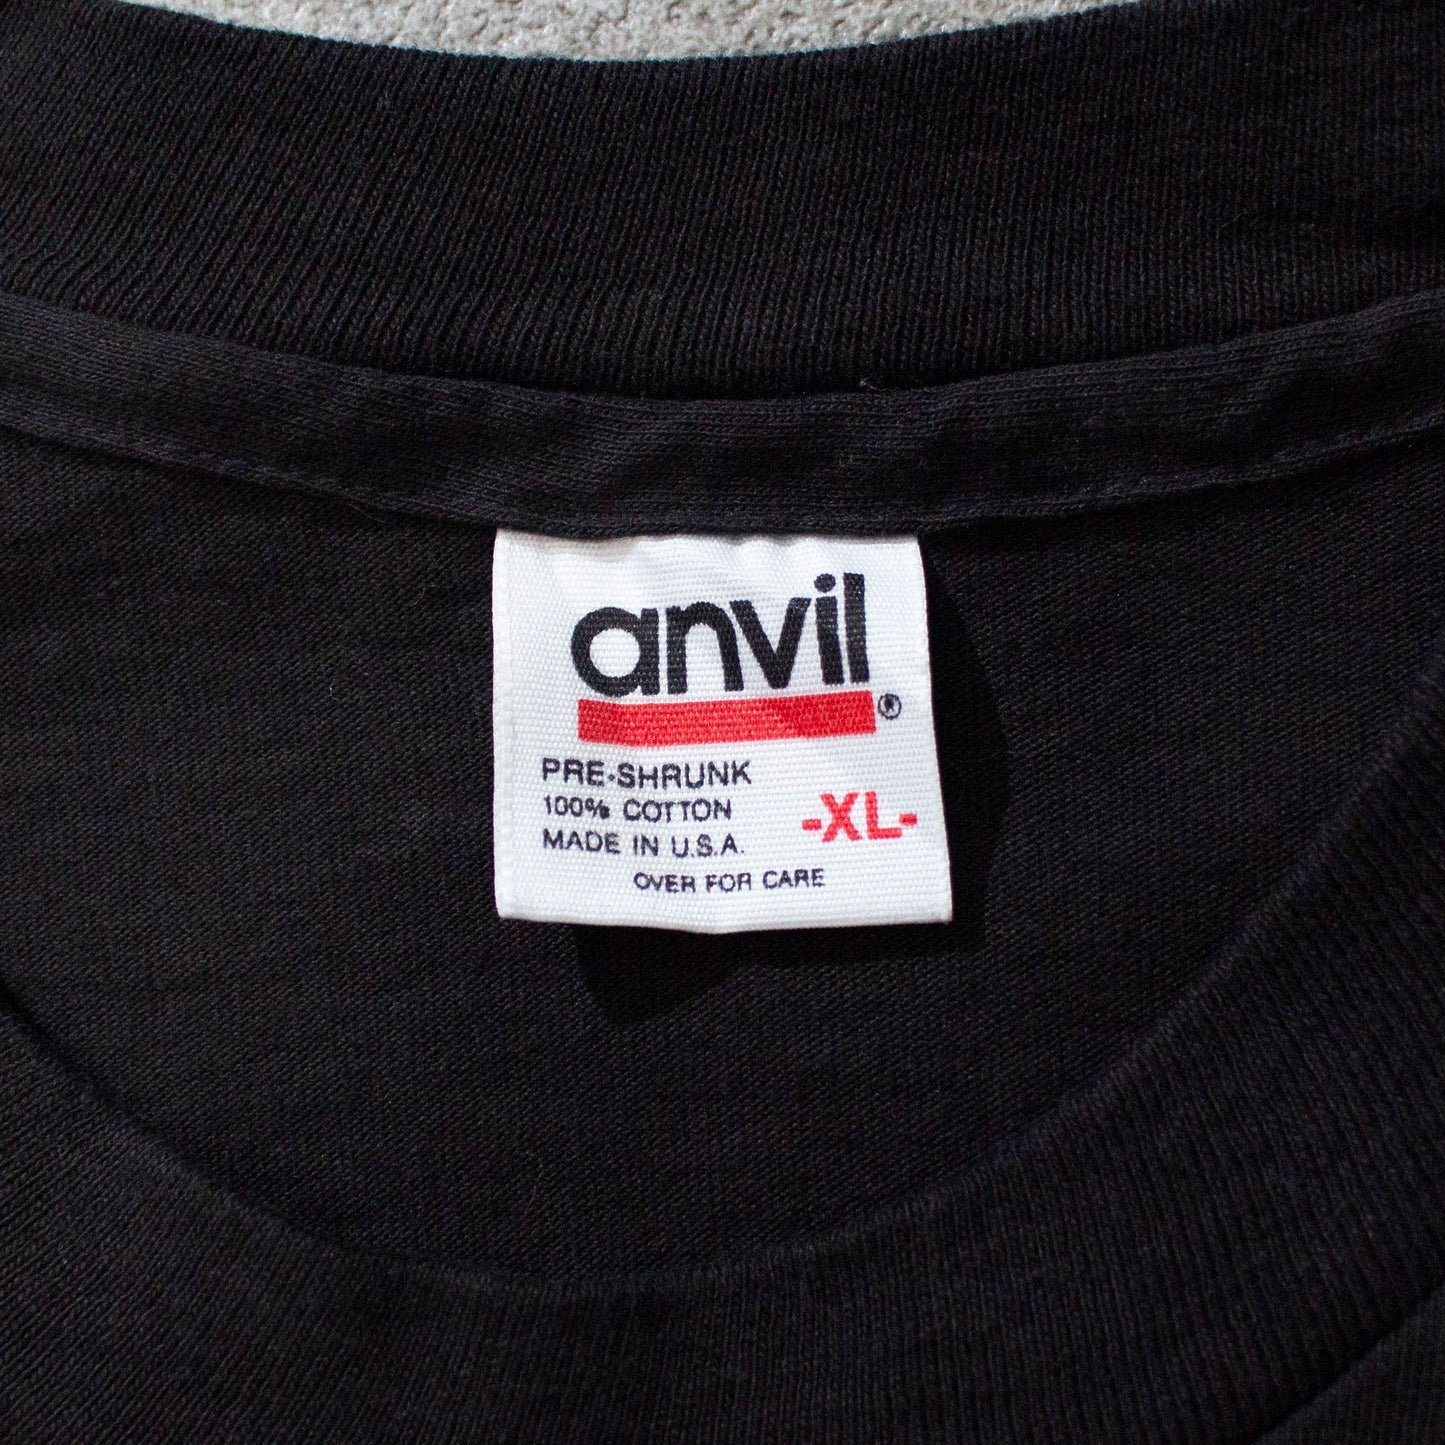 anvil®
PRE-SHRUNK
100% COTTON
MADE IN U.S.A.
-XL-
OVER FOR CARE